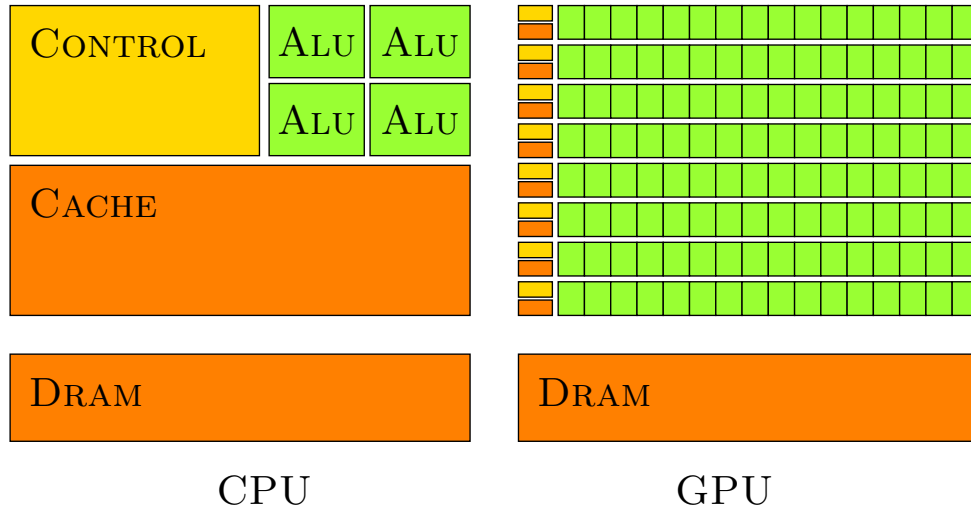 CONTROL
ALU ALU
ALU ALU
CACHE
DRAM
DRAM
CPU
GPU